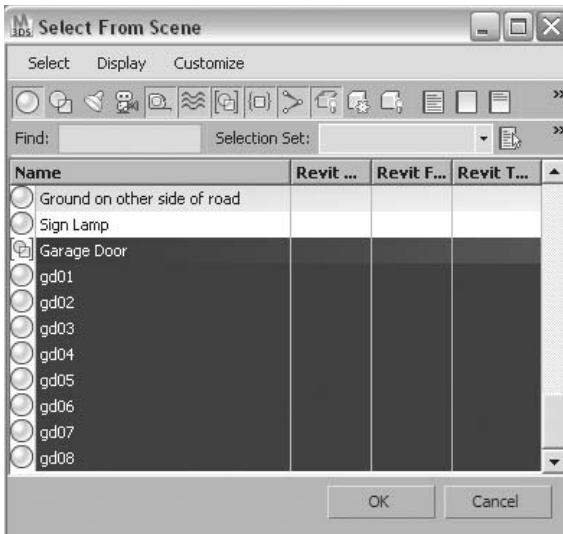 M
3DS Select From Scene
Select Display Customize
»
Find: Selection Set: »
Name Revit ... Revit F... Revit T...
Ground on other side of road
Sign Lamp
Garage Door
gd01
gd02
gd03
gd04
gd05
gd06
gd07
gd08
OK Cancel